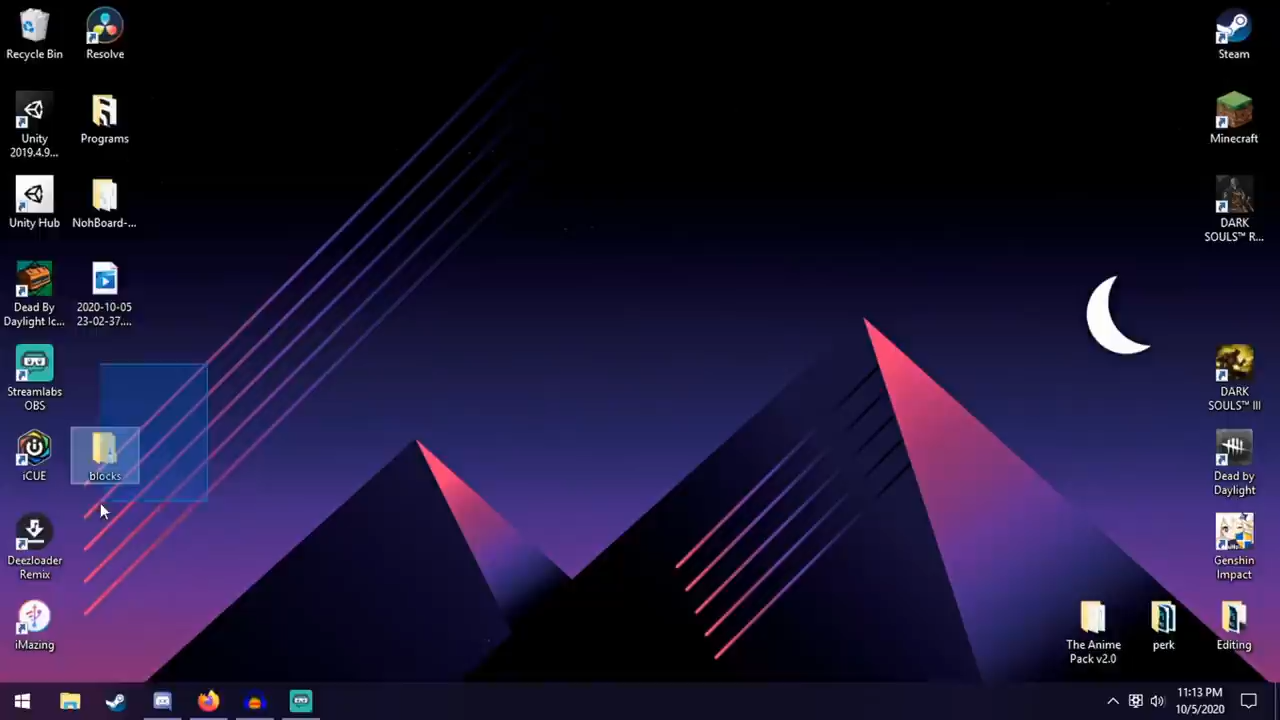 Recycle Bin
Resolve
Unity
2019.4.9...
Programs
Unity Hub
NohBoard-...
Dead By
Daylight Ic...
2020-10-05
23-02-37....
Streamlabs
OBS
iCUE
blocks
Deezloader
Remix
iMazing
Steam
Minecraft
DARK
SOULS™ R...
DARK
SOULS™ III
Dead by
Daylight
Genshin
Impact
The Anime
Pack v2.0
perk
Editing
11:13 PM
10/5/2020